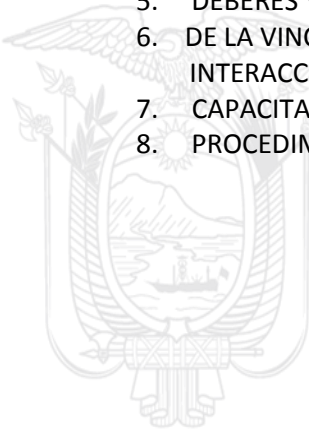 5. DEBERES
6. DE LA VINC
INTERACC
7. CAPACITA
8. PROCEDIM